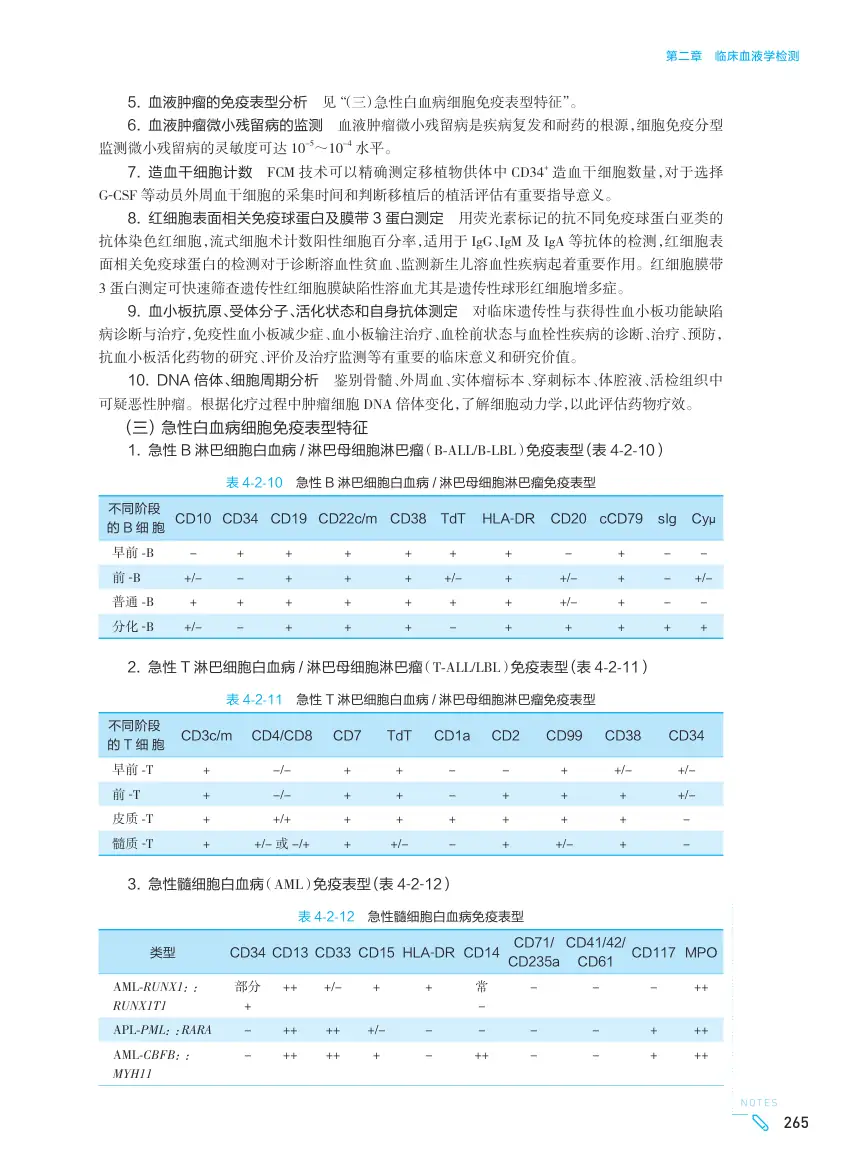 第二章　临床血液学检测
5. 血液肿瘤的免疫表型分析　见“(三)急性白血病细胞免疫表型特征”。
6. 血液肿瘤微小残留病的监测　血液肿瘤微小残留病是疾病复发和耐药的根源,细胞免疫分型
监测微小残留病的灵敏度可达 10⁻⁵～10⁻⁴ 水平。
7. 造血干细胞计数　FCM 技术可以精确测定移植物供体中 CD34⁺ 造血干细胞数量,对于选择
G-CSF 等动员外周血干细胞的采集时间和判断移植后的植活评估有重要指导意义。
8. 红细胞表面相关免疫球蛋白及膜带 3 蛋白测定　用荧光素标记的抗不同免疫球蛋白亚类的
抗体染色红细胞,流式细胞术计数阳性细胞百分率,适用于 IgG、IgM 及 IgA 等抗体的检测,红细胞表
面相关免疫球蛋白的检测对于诊断溶血性贫血、监测新生儿溶血性疾病起着重要作用。红细胞膜带
3 蛋白测定可快速筛查遗传性红细胞膜缺陷性溶血尤其是遗传性球形红细胞增多症。
9. 血小板抗原、受体分子、活化状态和自身抗体测定　对临床遗传性与获得性血小板功能缺陷
病诊断与治疗,免疫性血小板减少症、血小板输注治疗、血栓前状态与血栓性疾病的诊断、治疗、预防,
抗血小板活化药物的研究、评价及治疗监测等有重要的临床意义和研究价值。
10. DNA 倍体、细胞周期分析　鉴别骨髓、外周血、实体瘤标本、穿刺标本、体腔液、活检组织中
可疑恶性肿瘤。根据化疗过程中肿瘤细胞 DNA 倍体变化,了解细胞动力学,以此评估药物疗效。
(三) 急性白血病细胞免疫表型特征
1. 急性 B 淋巴细胞白血病 / 淋巴母细胞淋巴瘤（B-ALL/B-LBL）免疫表型(表 4-2-10)
表 4-2-10　急性 B 淋巴细胞白血病 / 淋巴母细胞淋巴瘤免疫表型
不同阶段
的 B 细 胞 CD10 CD34 CD19 CD22c/m CD38 TdT HLA-DR CD20 cCD79 sIg Cyμ
早前 -B – + + + + + + – + – –
前 -B +/– – + + + +/– + +/– + – +/–
普通 -B + + + + + + + +/– + – –
分化 -B +/– – + + + – + + + + +
2. 急性 T 淋巴细胞白血病 / 淋巴母细胞淋巴瘤（T-ALL/LBL）免疫表型(表 4-2-11)
表 4-2-11　急性 T 淋巴细胞白血病 / 淋巴母细胞淋巴瘤免疫表型
不同阶段
的 T 细 胞 CD3c/m CD4/CD8 CD7 TdT CD1a CD2 CD99 CD38 CD34
早前 -T + –/– + + – – + +/– +/–
前 -T + –/– + + – + + + +/–
皮质 -T + +/+ + + + + + + –
髓质 -T + +/– 或 –/+ + +/– – + +/– + –
3. 急性髓细胞白血病（AML）免疫表型(表 4-2-12)
表 4-2-12　急性髓细胞白血病免疫表型
类型 CD34 CD13 CD33 CD15 HLA-DR CD14 CD71/ CD235a CD41/42/ CD61 CD117 MPO
AML-RUNX1：： 部分 ++ +/– + + 常 – – – ++
RUNX1T1 + –
APL-PML：：RARA – ++ ++ +/– – – – – + ++
AML-CBFB：： – ++ ++ + – ++ – – + ++
MYH11
NOTES
265